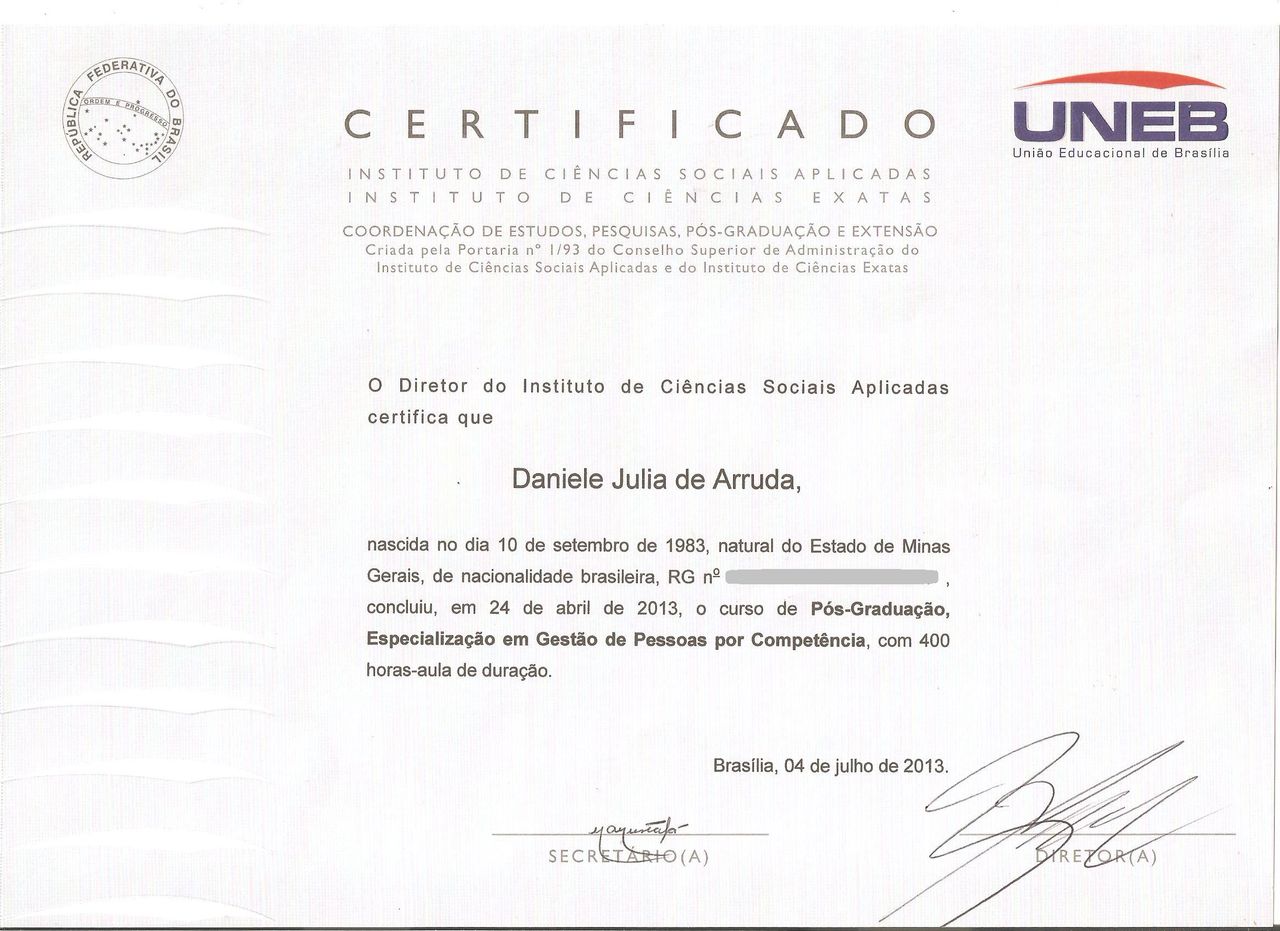 REPÚBLICA FEDERATIVA DO BRASIL
ORDEM E PROGRESSO
UNEB
União Educacional de Brasília
CERTIFICADO
INSTITUTO DE CIÊNCIAS SOCIAIS APLICADAS
INSTITUTO DE CIÊNCIAS EXATAS
COORDENAÇÃO DE ESTUDOS, PESQUISAS, PÓS-GRADUAÇÃO E EXTENSÃO
Criada pela Portaria nº 1/93 do Conselho Superior de Administração do
Instituto de Ciências Sociais Aplicadas e do Instituto de Ciências Exatas
O Diretor do Instituto de Ciências Sociais Aplicadas
certifica que
Daniele Julia de Arruda,
nascida no dia 10 de setembro de 1983, natural do Estado de Minas
Gerais, de nacionalidade brasileira, RG nº ,
concluiu, em 24 de abril de 2013, o curso de Pós-Graduação,
Especialização em Gestão de Pessoas por Competência, com 400
horas-aula de duração.
Brasília, 04 de julho de 2013.
SECRETÁRIO(A)
DIRETOR(A)